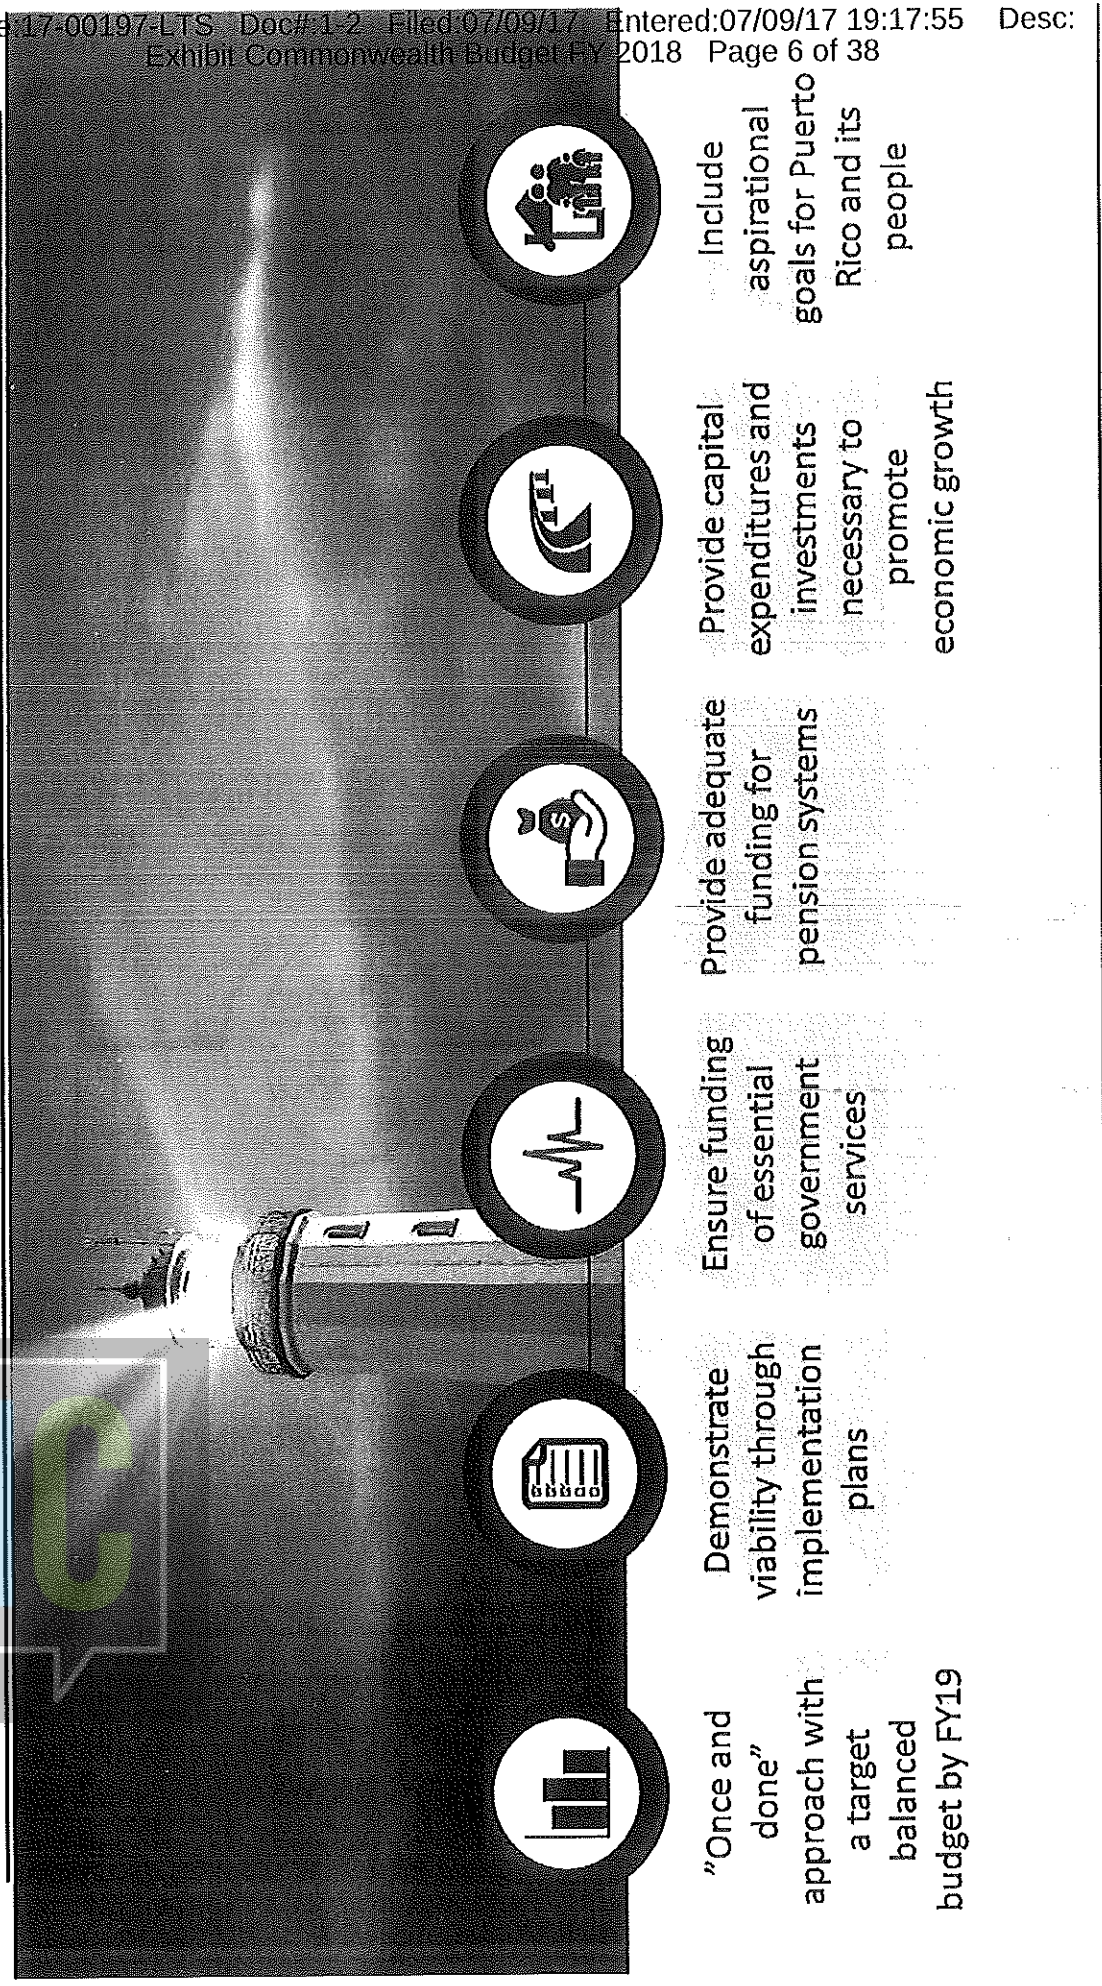 e:17-00197-LTS Doc#:1-2 Filed:07/09/17 Entered:07/09/17 19:17:55 Desc:
Exhibit Commonwealth Budget FY 2018 Page 6 of 38
"Once and
done"
approach with
a target
balanced
budget by FY19
Demonstrate
viability through
implementation
plans
Ensure funding
of essential
government
services
Provide adequate
funding for
pension systems
Provide capital
expenditures and
investments
necessary to
promote
economic growth
Include
aspirational
goals for Puerto
Rico and its
people
$
C